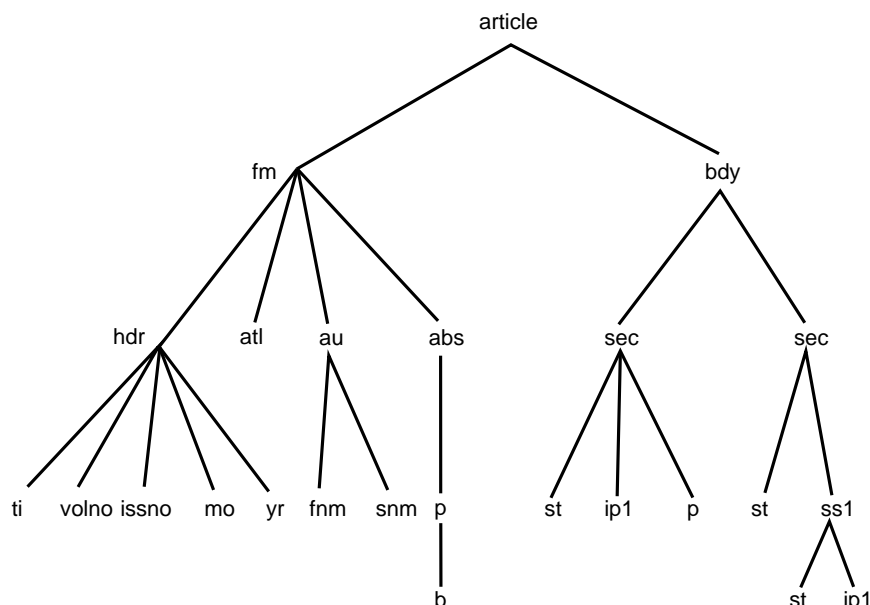 article
fm bdy
hdr atl au abs sec sec
ti volno issno mo yr fnm snm p st ip1 p st ss1
b st ip1